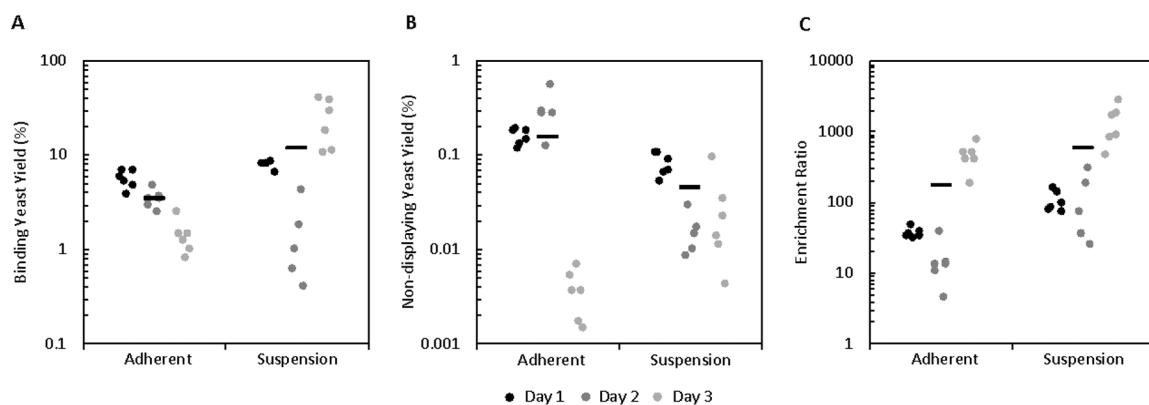 A
Binding Yeast Yield (%)
100
10
1
0.1
Adherent
Suspension
B
Non-displaying Yeast Yield (%)
1
0.1
0.01
0.001
Adherent
Suspension
C
Enrichment Ratio
10000
1000
100
10
1
Adherent
Suspension
Day 1 Day 2 Day 3